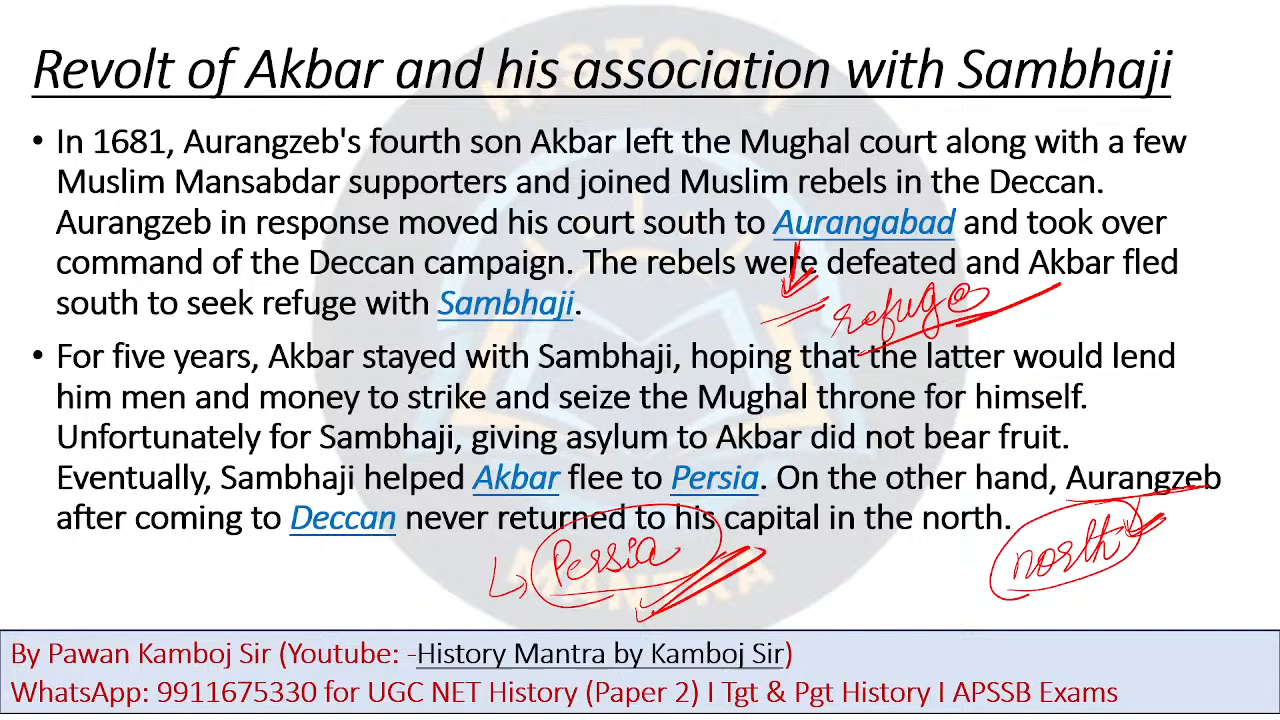 Revolt of Akbar and his association with Sambhaji
• In 1681, Aurangzeb's fourth son Akbar left the Mughal court along with a few
Muslim Mansabdar supporters and joined Muslim rebels in the Deccan.
Aurangzeb in response moved his court south to Aurangabad and took over
command of the Deccan campaign. The rebels were defeated and Akbar fled
south to seek refuge with Sambhaji.
refuge
• For five years, Akbar stayed with Sambhaji, hoping that the latter would lend
him men and money to strike and seize the Mughal throne for himself.
Unfortunately for Sambhaji, giving asylum to Akbar did not bear fruit.
Eventually, Sambhaji helped Akbar flee to Persia. On the other hand, Aurangzeb
after coming to Deccan never returned to his capital in the north.
Persia
north
HISTORY
MANTRA
By Pawan Kamboj Sir (Youtube: -History Mantra by Kamboj Sir)
WhatsApp: 9911675330 for UGC NET History (Paper 2) I Tgt & Pgt History I APSSB Exams